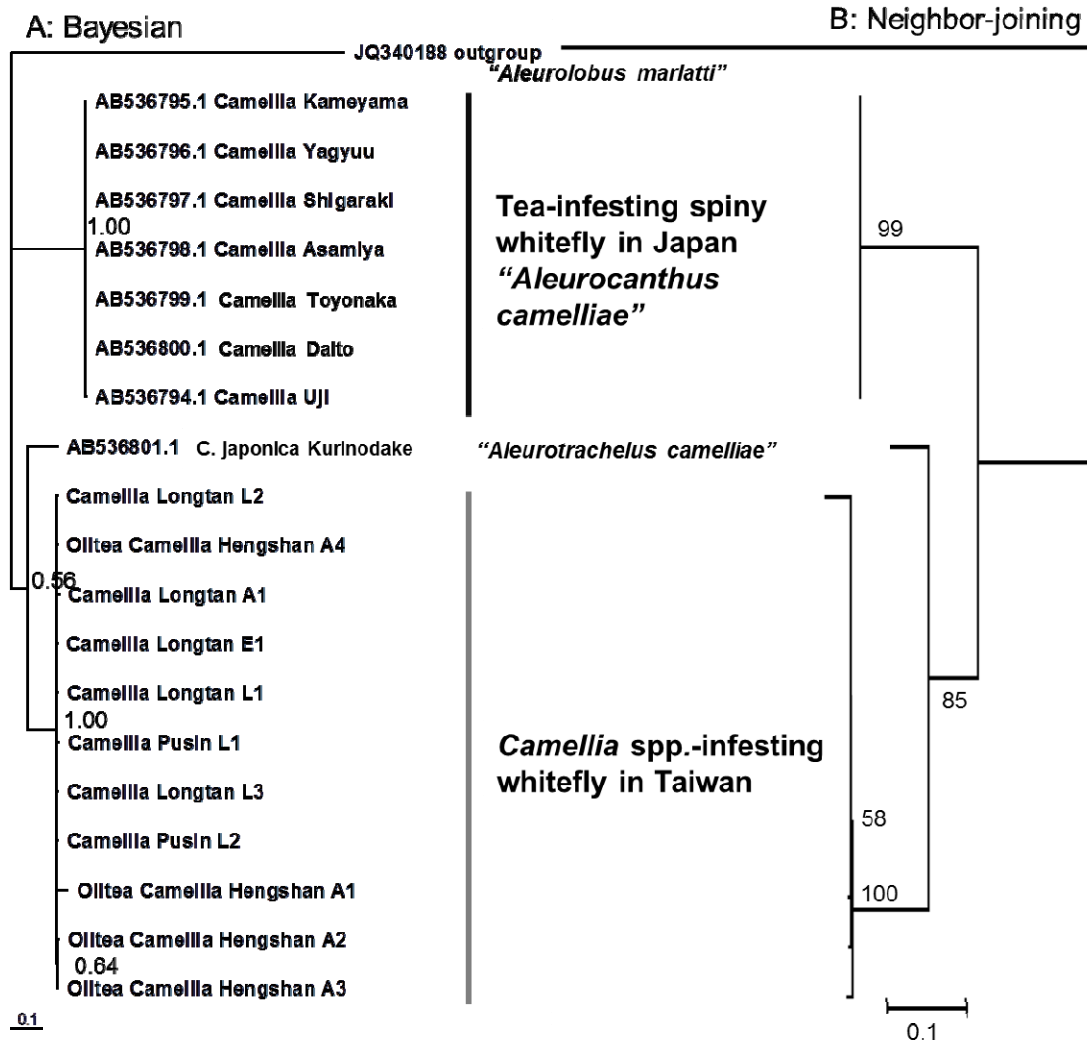 A: Bayesian
B: Neighbor-joining
JQ340188 outgroup
“Aleurolobus marlatti”
AB536795.1 Camellia Kameyama
AB536796.1 Camellia Yagyuu
AB536797.1 Camellia Shigaraki
1.00
AB536798.1 Camellia Asamiya
AB536799.1 Camellia Toyonaka
AB536800.1 Camellia Daito
AB536794.1 Camellia Uji
Tea-infesting spiny
whitefly in Japan
“Aleurocanthus
camelliae”
99
AB536801.1 C. japonica Kurinodake
“Aleurotrachelus camelliae”
Camellia Longtan L2
Oiltea Camellia Hengshan A4
0.56
Camellia Longtan A1
Camellia Longtan E1
Camellia Longtan L1
1.00
Camellia Pusin L1
Camellia Longtan L3
Camellia Pusin L2
Oiltea Camellia Hengshan A1
Oiltea Camellia Hengshan A2
0.64
Oiltea Camellia Hengshan A3
Camellia spp.-infesting
whitefly in Taiwan
85
58
100
0.1
0.1